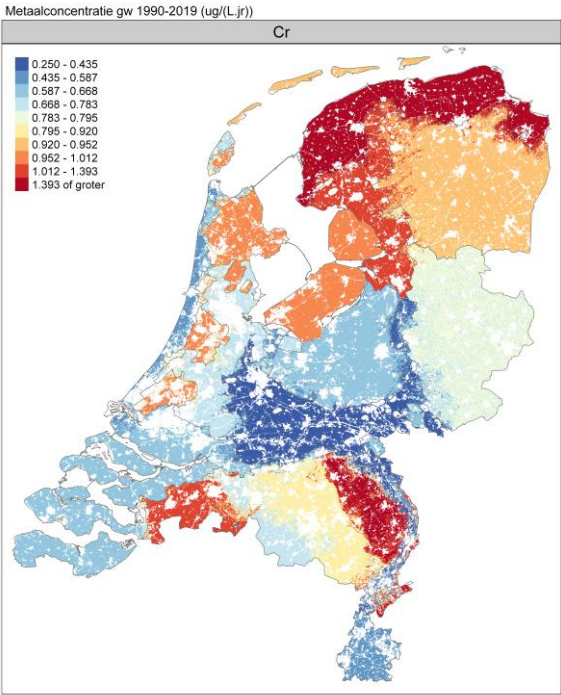 Metaalconcentratie gw 1990-2019 (ug/(L.jr))
Cr
0.250 - 0.435
0.435 - 0.587
0.587 - 0.668
0.668 - 0.783
0.783 - 0.795
0.795 - 0.920
0.920 - 0.952
0.952 - 1.012
1.012 - 1.393
1.393 of groter